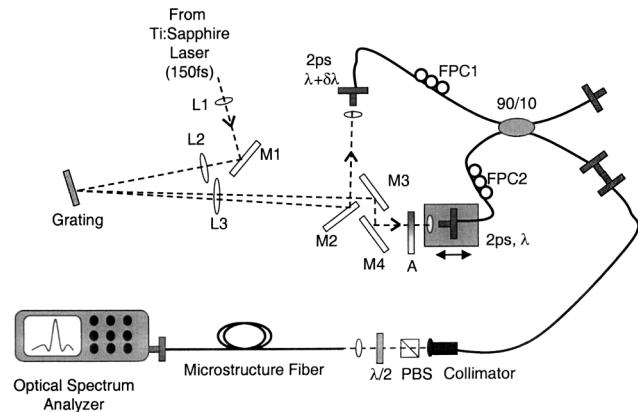 From
Ti:Sapphire
Laser
(150fs)
L1
L2
M1
Grating
L3
2ps
λ+δλ
FPC1
90/10
FPC2
M3
M2
M4
A
2ps, λ
Optical Spectrum
Analyzer
Microstructure Fiber
λ/2
PBS
Collimator